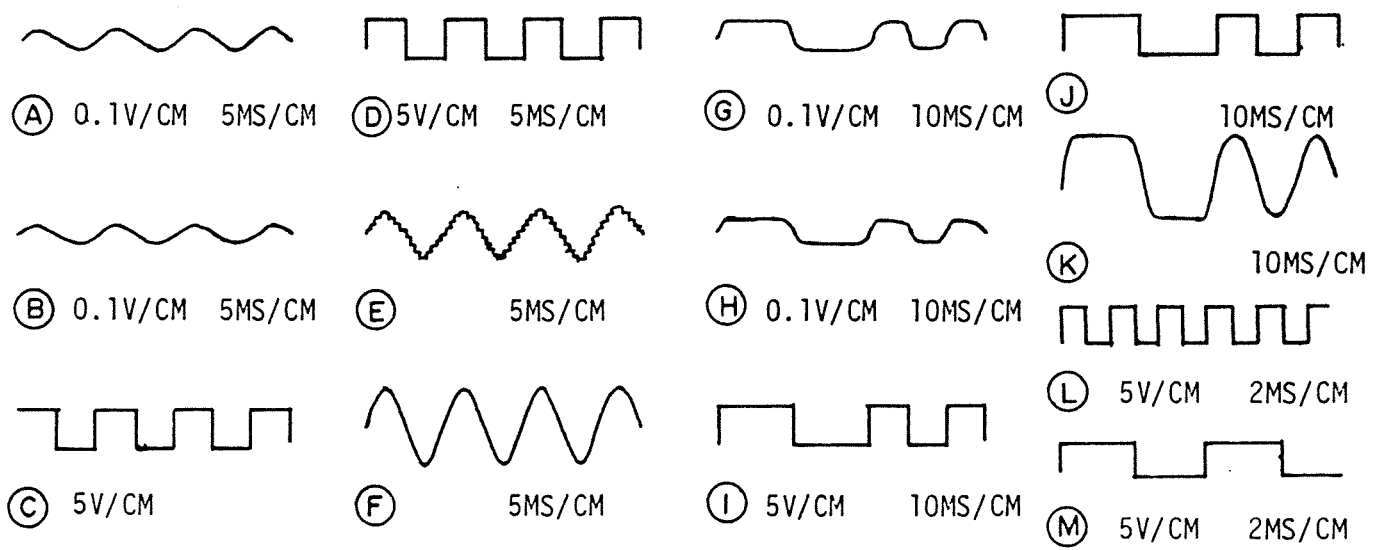 A 0.1V/CM 5MS/CM
D 5V/CM 5MS/CM
G 0.1V/CM 10MS/CM
J 10MS/CM
B 0.1V/CM 5MS/CM
E 5MS/CM
H 0.1V/CM 10MS/CM
K 10MS/CM
L 5V/CM 2MS/CM
C 5V/CM
F 5MS/CM
I 5V/CM 10MS/CM
M 5V/CM 2MS/CM